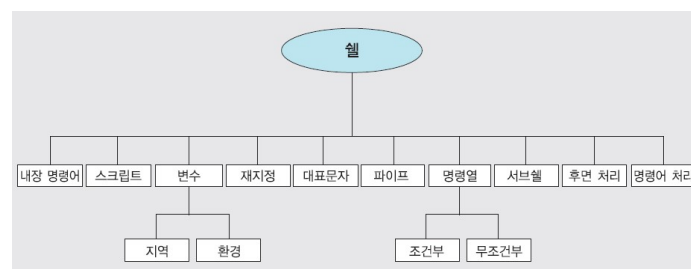 쉘
내장 명령어 스크립트 변수 재지정 대표문자 파이프 명령열 서브쉘 후면 처리 명령어 처리
지역 환경 조건부 무조건부